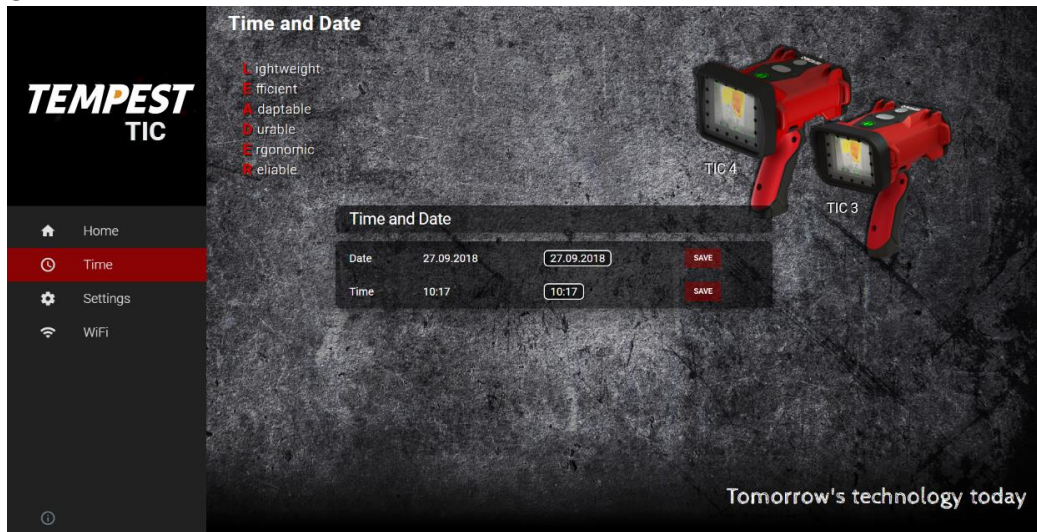 Time and Date
Lightweight
Efficient
Adaptable
Durable
Ergonomic
Reliable
TEMPEST
TIC
TIC 4
TIC 3
Home
Time
Settings
WiFi
Time and Date
Date 27.09.2018 27.09.2018 SAVE
Time 10:17 10:17 SAVE
Tomorrow's technology today